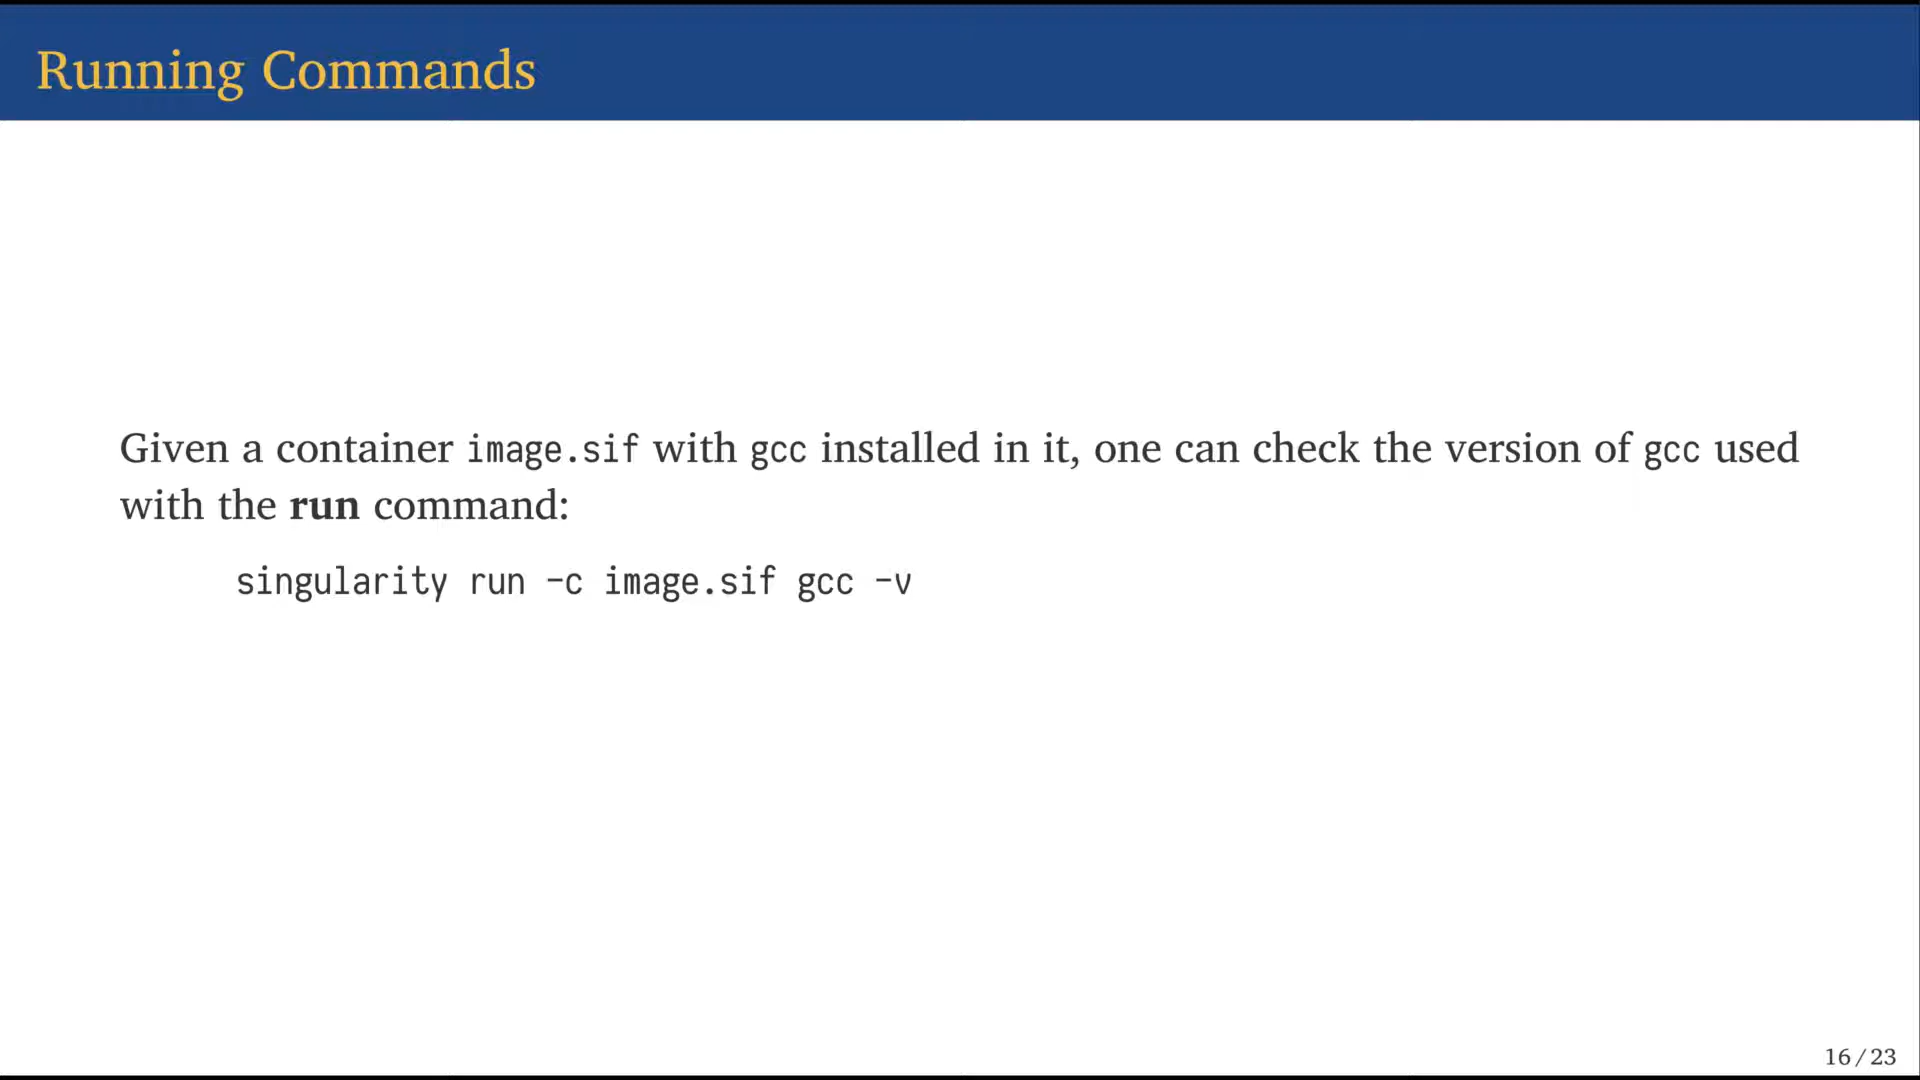 Running Commands
Given a container image.sif with gcc installed in it, one can check the version of gcc used
with the run command:
singularity run -c image.sif gcc -v
16 / 23